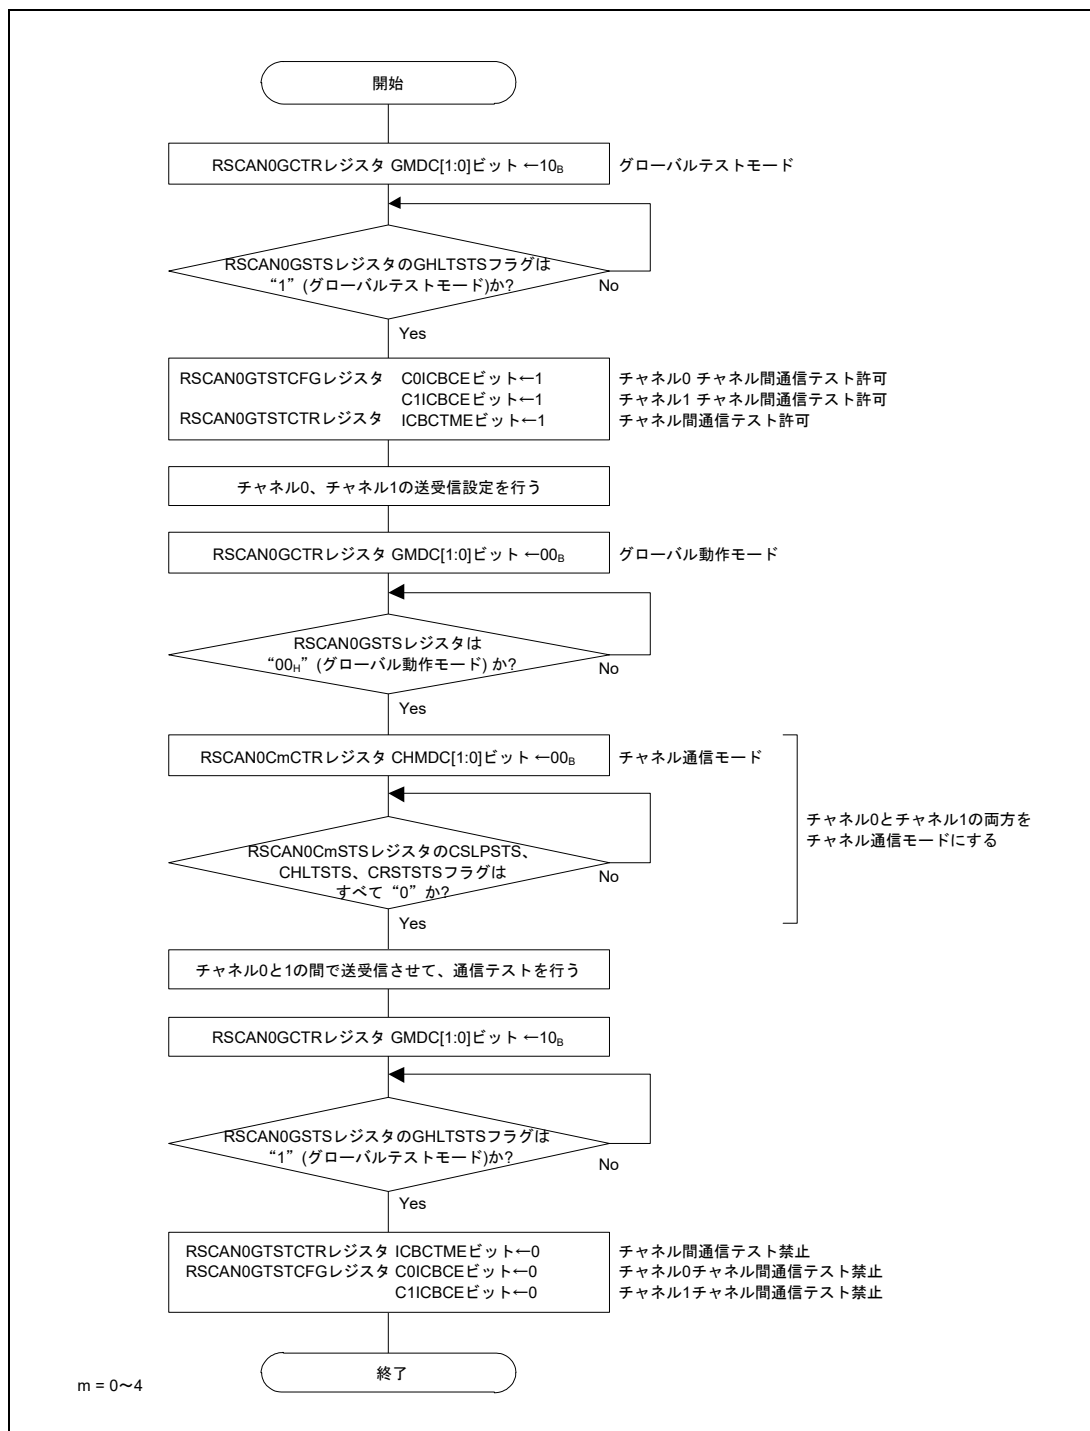 開始
RSCAN0GCTRレジスタ GMDC[1:0]ビット ←10B グローバルテストモード
RSCAN0GSTSレジスタのGHLTSTSフラグは
“1” (グローバルテストモード)か?
No
Yes
RSCAN0GTSTCFGレジスタ C0ICBCEビット←1 チャネル0 チャネル間通信テスト許可
C1ICBCEビット←1 チャネル1 チャネル間通信テスト許可
RSCAN0GTSTCTRレジスタ ICBCTMEビット←1 チャネル間通信テスト許可
チャネル0、チャネル1の送受信設定を行う
RSCAN0GCTRレジスタ GMDC[1:0]ビット ←00B グローバル動作モード
RSCAN0GSTSレジスタは
“00H” (グローバル動作モード) か?
No
Yes
RSCAN0CmCTRレジスタ CHMDC[1:0]ビット ←00B チャネル通信モード
チャネル0とチャネル1の両方を
チャネル通信モードにする
RSCAN0CmSTSレジスタのCSLPSTS、
CHLTSTS、CRSTSTSフラグは
すべて “0” か?
No
Yes
チャネル0と1の間で送受信させて、通信テストを行う
RSCAN0GCTRレジスタ GMDC[1:0]ビット ←10B
RSCAN0GSTSレジスタのGHLTSTSフラグは
“1” (グローバルテストモード)か?
No
Yes
RSCAN0GTSTCTRレジスタ ICBCTMEビット←0 チャネル間通信テスト禁止
RSCAN0GTSTCFGレジスタ C0ICBCEビット←0 チャネル0チャネル間通信テスト禁止
C1ICBCEビット←0 チャネル1チャネル間通信テスト禁止
終了
m = 0～4